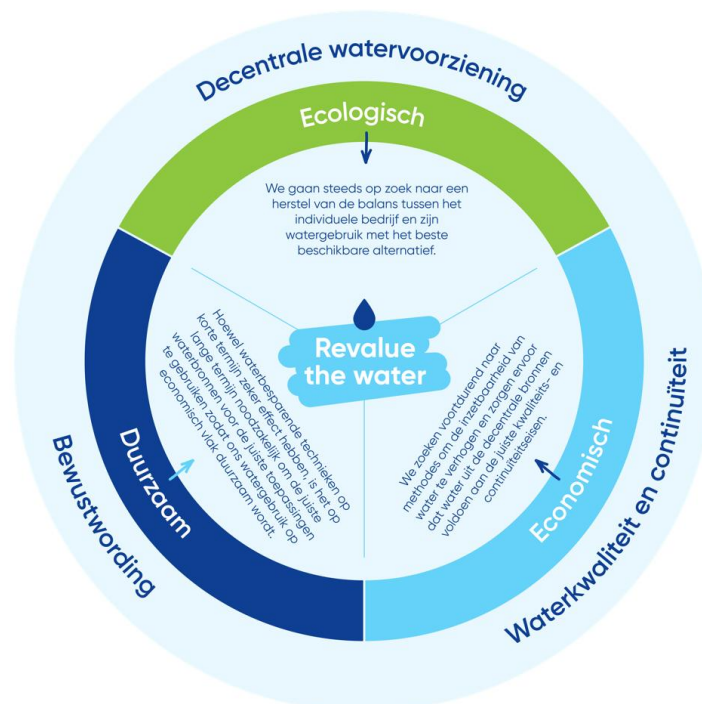 Decentrale watervoorziening
Ecologisch
We gaan steeds op zoek naar een
herstel van de balans tussen het
individuele bedrijf en zijn
watergebruik met het beste
beschikbare alternatief.
Revalue
the water
Hoewel waterbesparende technieken op
korte termijn zeker effect hebben, is het op
lange termijn noodzakelijk om de juiste
waterbronnen voor de juiste toepassingen
te gebruiken zodat ons watergebruik op
economisch vlak duurzaam wordt.
Duurzaam
Bewustwording
We zoeken voortdurend naar
methodes om de inzetbaarheid van
water te verhogen en zorgen ervoor
dat water uit de decentrale bronnen
voldoen aan de juiste kwaliteits- en
continuïteitseisen.
Economisch
Waterkwaliteit en continuïteit